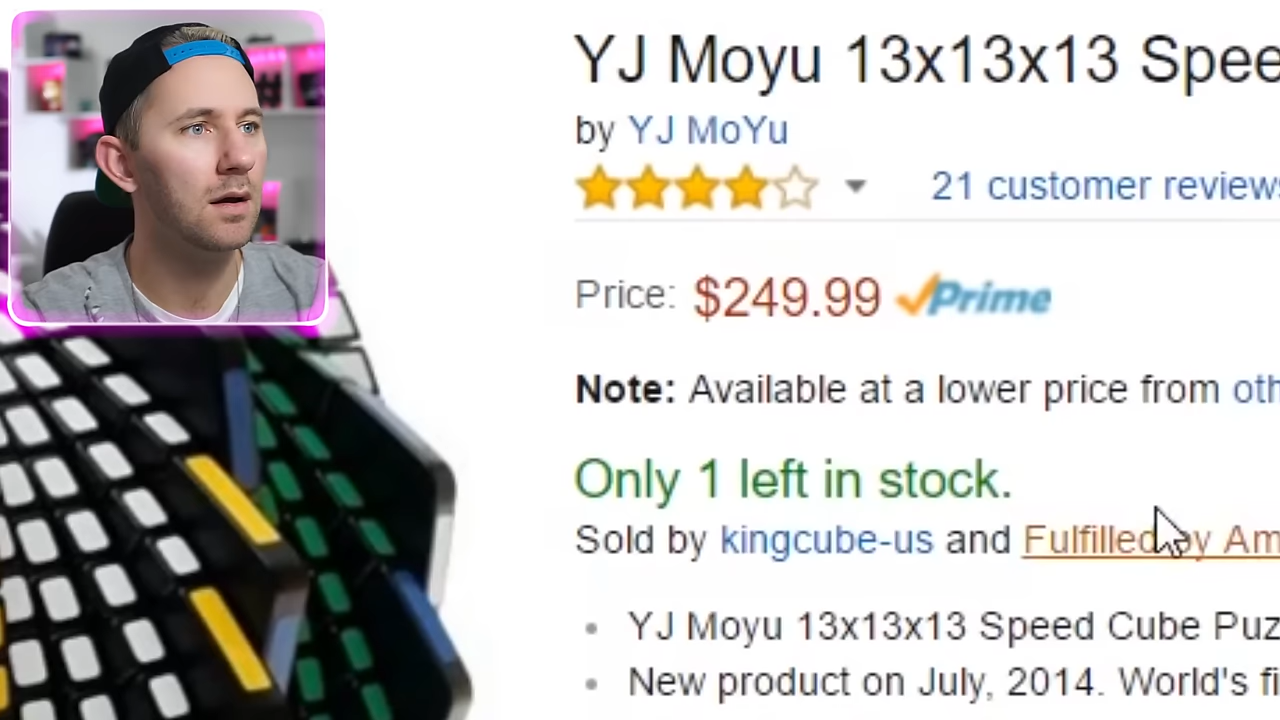 YJ Moyu 13x13x13 Spee
by YJ MoYu
21 customer reviews
Price: $249.99 Prime
Note: Available at a lower price from oth
Only 1 left in stock.
Sold by kingcube-us and Fulfilled by Am
YJ Moyu 13x13x13 Speed Cube Puz
New product on July, 2014. World's fi